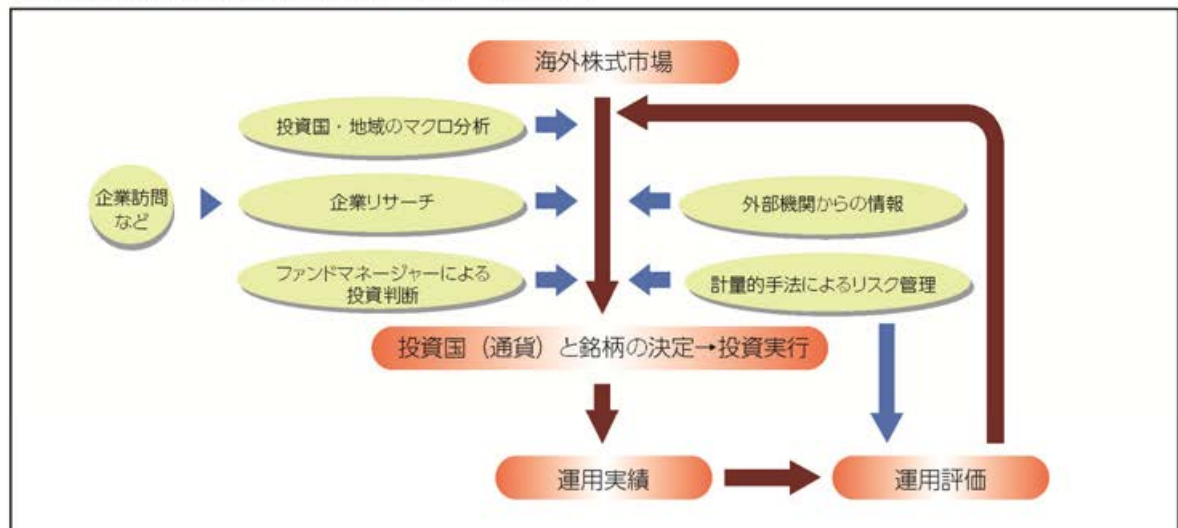 海外株式市場
投資国・地域のマクロ分析
企業訪問
など
企業リサーチ
外部機関からの情報
ファンドマネージャーによる
投資判断
計量的手法によるリスク管理
投資国（通貨）と銘柄の決定→投資実行
運用実績
運用評価